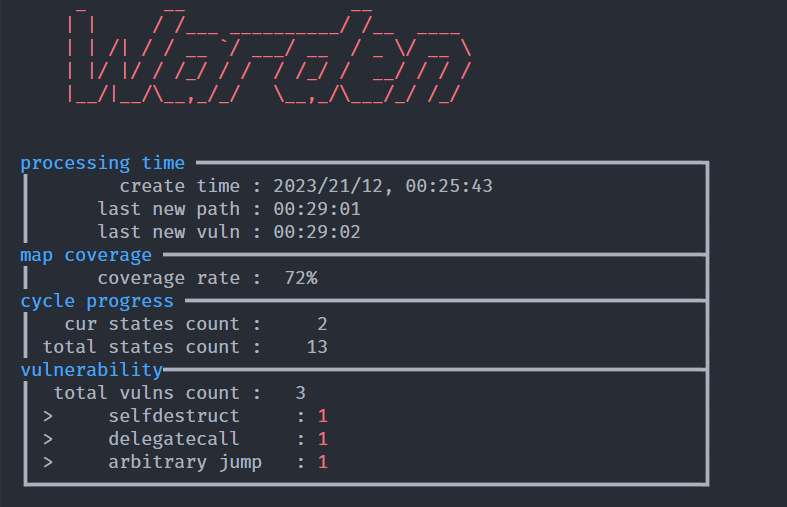 Warden
processing time
create time : 2023/21/12, 00:25:43
last new path : 00:29:01
last new vuln : 00:29:02
map coverage
coverage rate : 72%
cycle progress
cur states count : 2
total states count : 13
vulnerability
total vulns count : 3
> selfdestruct : 1
> delegatecall : 1
> arbitrary jump : 1